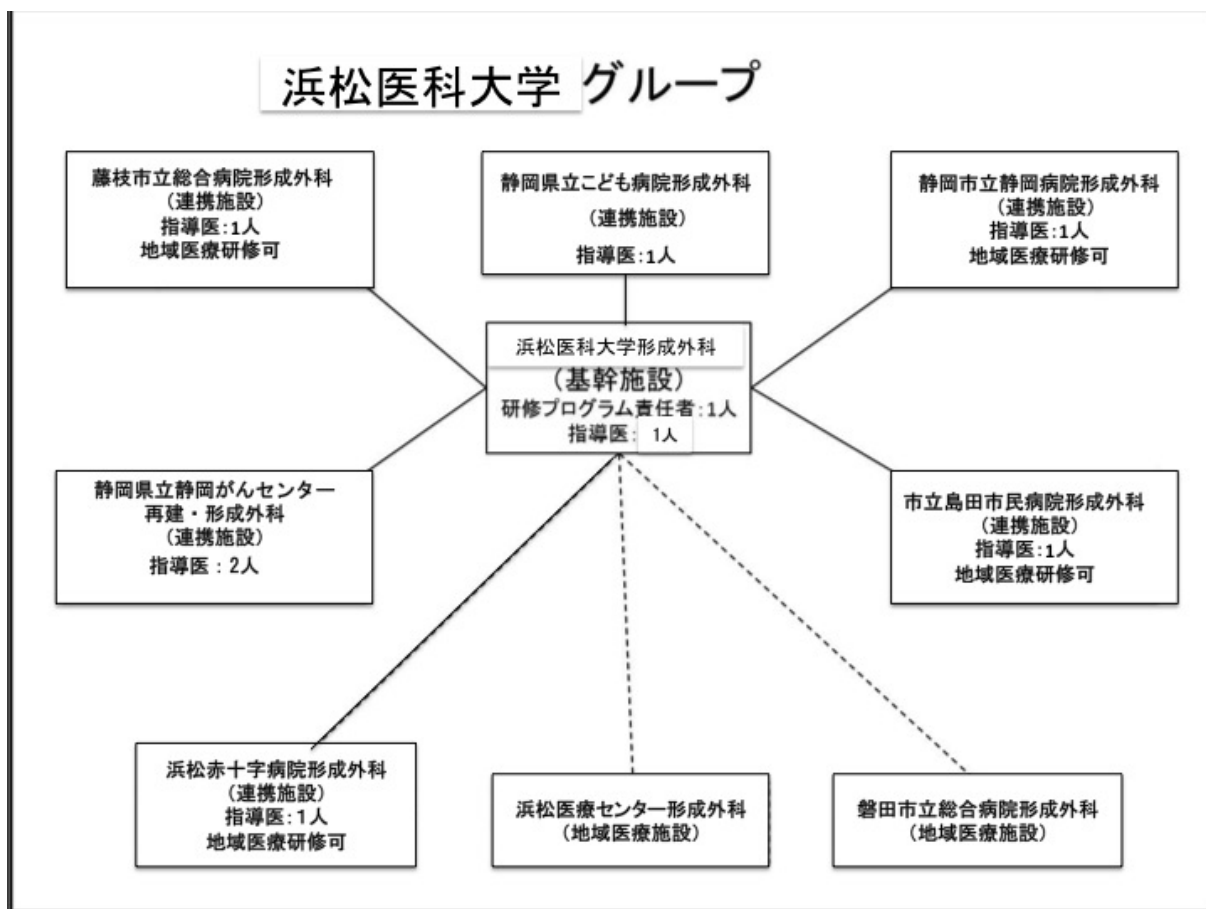 浜松医科大学 グループ
藤枝市立総合病院形成外科
(連携施設)
指導医:1人
地域医療研修可
静岡県立こども病院形成外科
(連携施設)
指導医:1人
静岡市立静岡病院形成外科
(連携施設)
指導医:1人
地域医療研修可
浜松医科大学形成外科
(基幹施設)
研修プログラム責任者:1人
指導医: 1人
静岡県立静岡がんセンター
再建・形成外科
(連携施設)
指導医:2人
市立島田市民病院形成外科
(連携施設)
指導医:1人
地域医療研修可
浜松赤十字病院形成外科
(連携施設)
指導医:1人
地域医療研修可
浜松医療センター形成外科
(地域医療施設)
磐田市立総合病院形成外科
(地域医療施設)